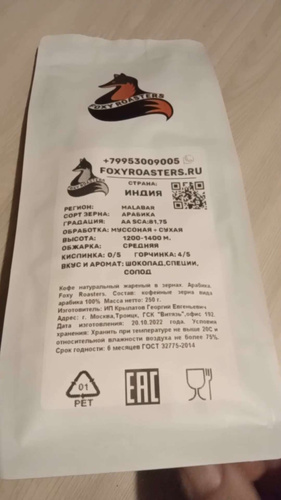 FOXY ROASTERS
+79953009005
FOXYROASTERS.RU
FOXY ROASTERS
СТРАНА:
ИНДИЯ
РЕГИОН: MALABAR
СОРТ ЗЕРНА: АРАБИКА
ГРАДАЦИЯ: AA SCA:81,75
ОБРАБОТКА: МУССОНАЯ + СУХАЯ
ВЫСОТА: 1200-1400 М.
ОБЖАРКА: СРЕДНЯЯ
КИСЛИНКА: 0/5 ГОРЧИНКА: 4/5
ВКУС И АРОМАТ: ШОКОЛАД,СПЕЦИИ,
СОЛОД
Кофе натуральный жареный в зернах. Арабика.
Foxy Roasters. Состав: кофейные зерна вида
арабика 100%. Масса нетто: 250 г.
Изготовитель: ИП Крылатов Георгий Евгеньевич
Адрес: г. Москва,Троицк, ГСК "Витязь",офис 192.
Дата изготовления: 20.10.2022 года. Условия
хранения: Хранить при температуре не выше 20С и
относительной влажности воздуха не более 75%.
Срок годности: 6 месяцев ГОСТ 32775-2014
01
PET
EAC